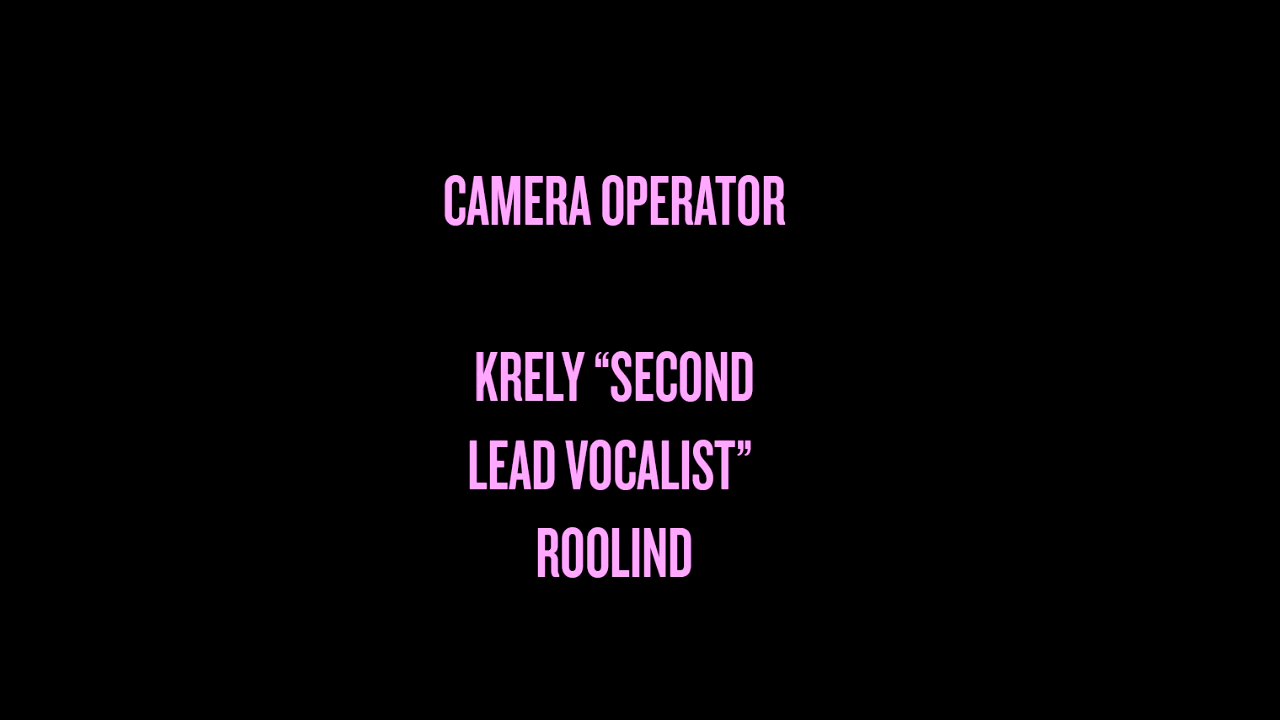 CAMERA OPERATOR
KRELY “SECOND
LEAD VOCALIST”
ROOLIND